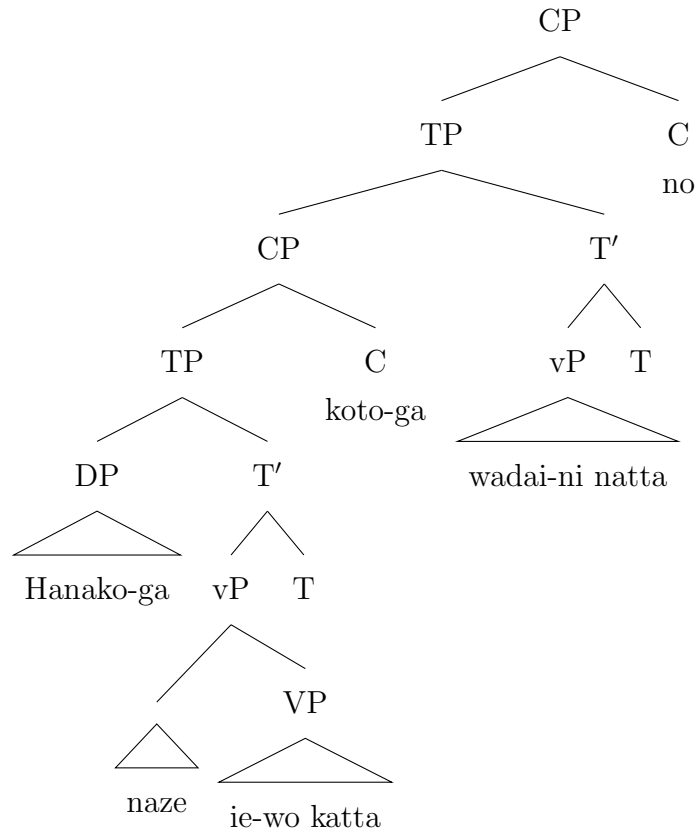 CP
TP C
no
CP T′
TP C vP T
koto-ga
DP T′ wadai-ni natta
Hanako-ga vP T
VP
naze ie-wo katta